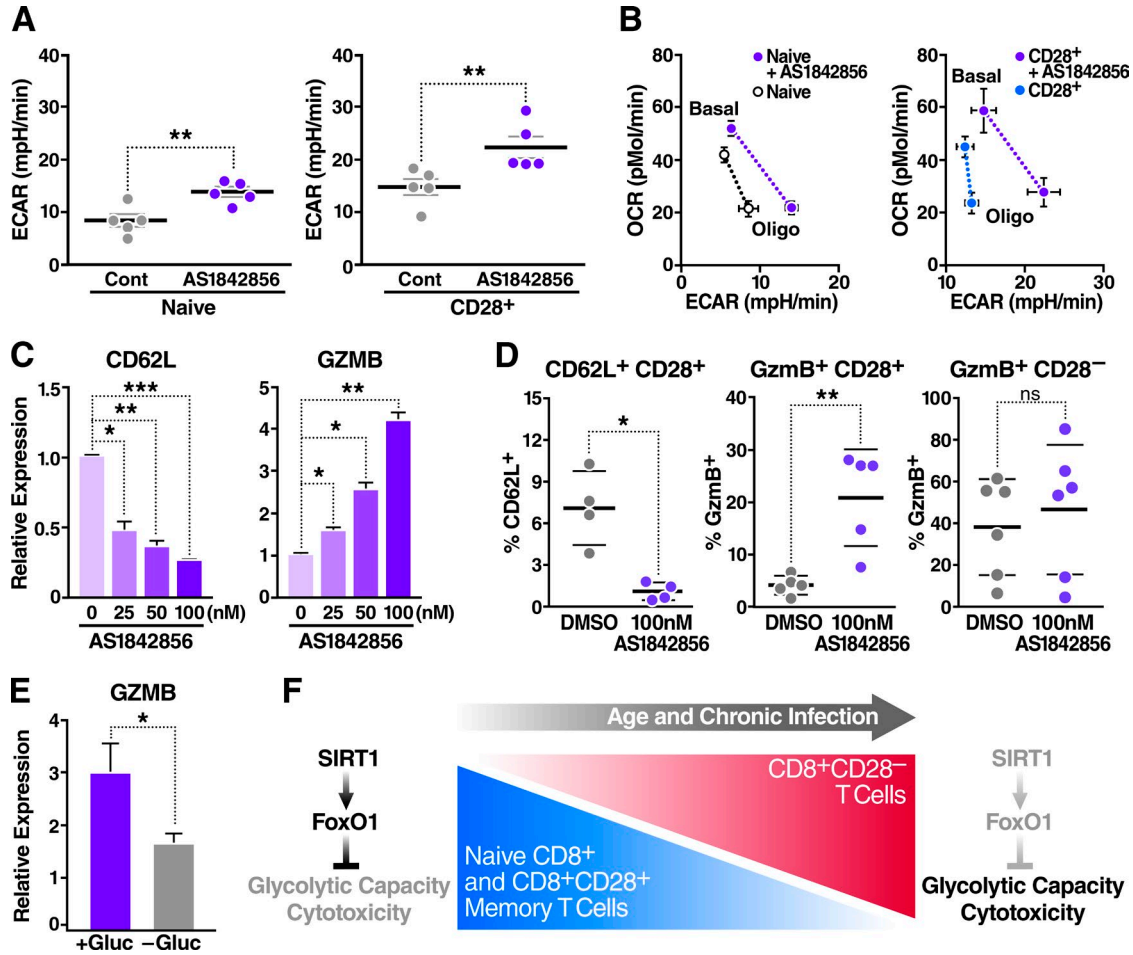 A
ECAR (mpH/min)
40
30
20
10
0
**
Cont
AS1842856
Naive
ECAR (mpH/min)
40
30
20
10
0
**
Cont
AS1842856
CD28+
B
OCR (pMol/min)
80
60
40
20
0
Naive
+ AS1842856
Naive
Basal
Oligo
0
10
20
ECAR (mpH/min)
OCR (pMol/min)
80
60
40
20
0
CD28+
+ AS1842856
CD28+
Basal
Oligo
10
20
30
ECAR (mpH/min)
C
CD62L
Relative Expression
1.5
1.0
0.5
0
***
**
*
0 25 50 100 (nM)
AS1842856
GZMB
5
4
3
2
1
0
**
*
*
0 25 50 100 (nM)
AS1842856
D
CD62L+ CD28+
% CD62L+
15
12
9
6
3
0
*
DMSO 100nM
AS1842856
GzmB+ CD28+
% GzmB+
40
30
20
10
0
**
DMSO 100nM
AS1842856
GzmB+ CD28–
% GzmB+
100
80
60
40
20
0
ns
DMSO 100nM
AS1842856
E
GZMB
Relative Expression
4
3
2
1
0
*
+Gluc –Gluc
F
Age and Chronic Infection
SIRT1
FoxO1
Glycolytic Capacity
Cytotoxicity
CD8+CD28–
T Cells
Naive CD8+
and CD8+CD28+
Memory T Cells
SIRT1
FoxO1
Glycolytic Capacity
Cytotoxicity